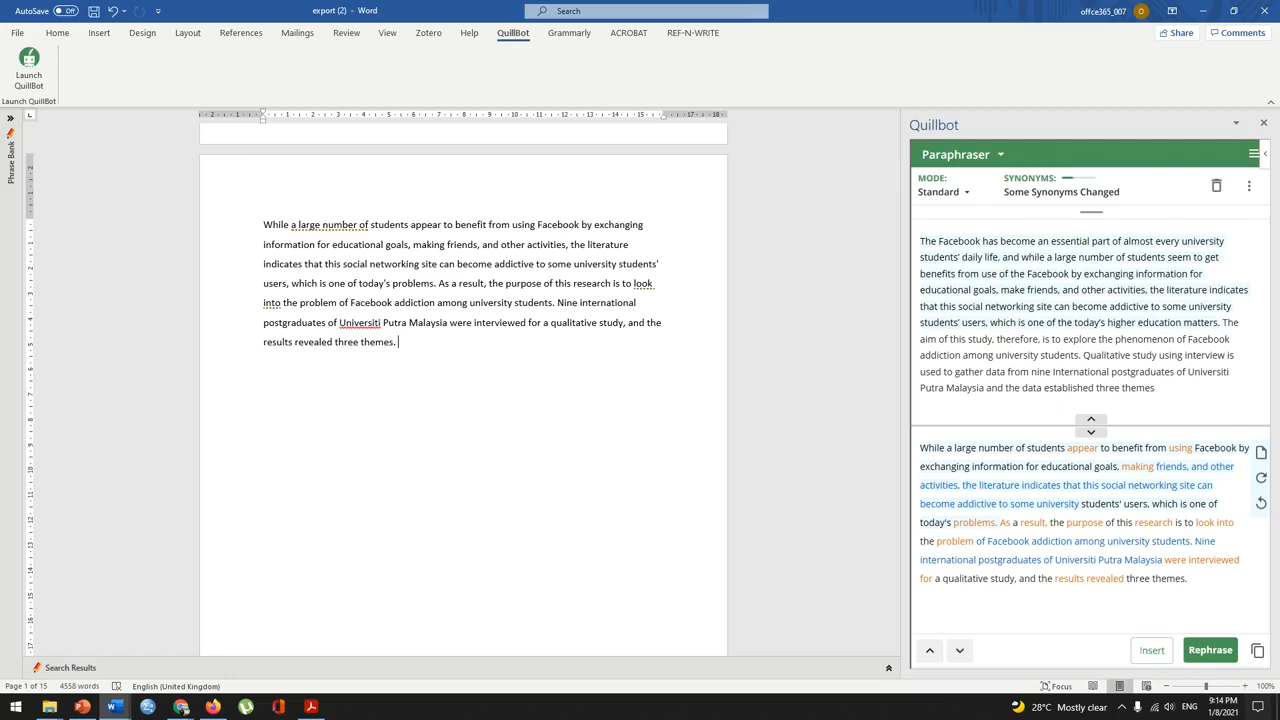 AutoSave Off
export (2) - Word
Search
offce365_007
File Home Insert Design Layout References Mailings Review View Zotero Help QuillBot Grammarly ACROBAT REF-N-WRITE
Share Comments
Launch
QuillBot
Launch QuillBot
Phrase Bank
While a large number of students appear to benefit from using Facebook by exchanging
information for educational goals, making friends, and other activities, the literature
indicates that this social networking site can become addictive to some university students'
users, which is one of today's problems. As a result, the purpose of this research is to look
into the problem of Facebook addiction among university students. Nine international
postgraduates of Universiti Putra Malaysia were interviewed for a qualitative study, and the
results revealed three themes.
Quillbot
Paraphraser
MODE: SYNONYMS:
Standard Some Synonyms Changed
The Facebook has become an essential part of almost every university
students' daily life, and while a large number of students seem to get
benefits from use of the Facebook by exchanging information for
educational goals, make friends, and other activities, the literature indicates
that this social networking site can become addictive to some university
students' users, which is one of the today's higher education matters. The
aim of this study, therefore, is to explore the phenomenon of Facebook
addiction among university students. Qualitative study using interview is
used to gather data from nine International postgraduates of Universiti
Putra Malaysia and the data established three themes
While a large number of students appear to benefit from using Facebook by
exchanging information for educational goals, making friends, and other
activities, the literature indicates that this social networking site can
become addictive to some university students' users, which is one of
today's problems. As a result, the purpose of this research is to look into
the problem of Facebook addiction among university students. Nine
international postgraduates of Universiti Putra Malaysia were interviewed
for a qualitative study, and the results revealed three themes.
Insert Rephrase
Search Results
Page 1 of 15 4558 words English (United Kingdom) Focus 100%
28°C Mostly clear ENG 9:14 PM
1/8/2021